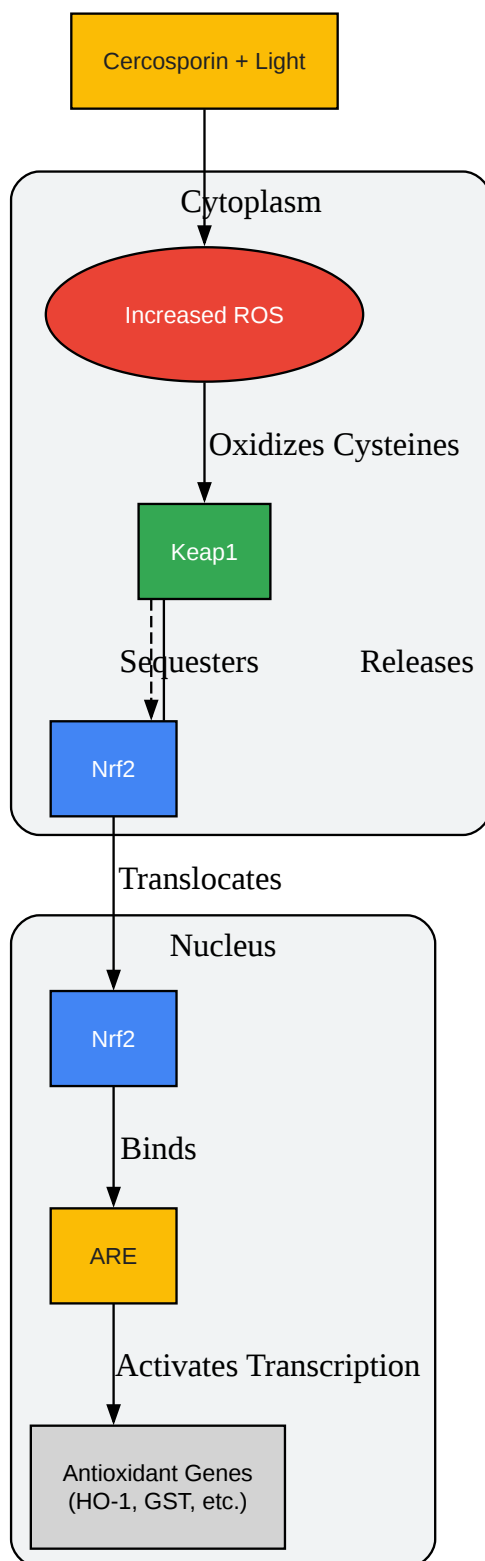 Cercosporin + Light
Cytoplasm
Increased ROS
Oxidizes Cysteines
Keap1
Sequesters
Releases
Nrf2
Translocates
Nucleus
Nrf2
Binds
ARE
Activates Transcription
Antioxidant Genes
(HO-1, GST, etc.)